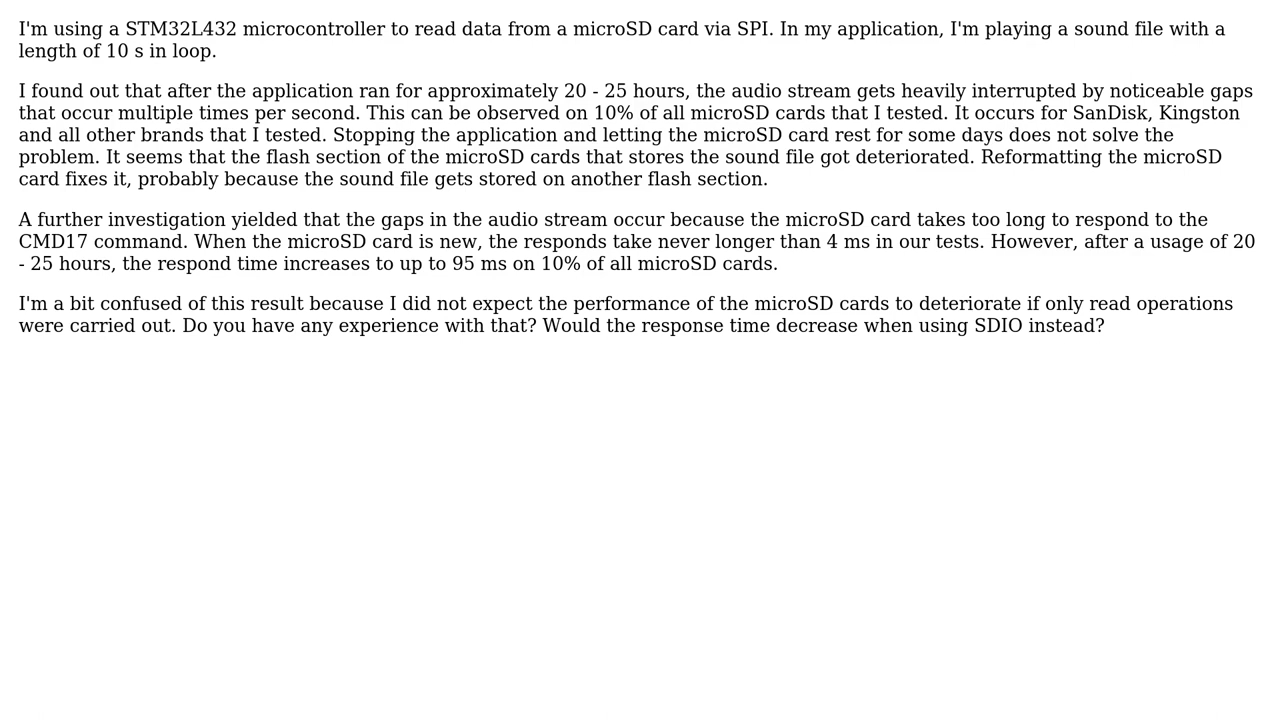 I'm using a STM32L432 microcontroller to read data from a microSD card via SPI. In my application, I'm playing a sound file with a
length of 10 s in loop.
I found out that after the application ran for approximately 20 - 25 hours, the audio stream gets heavily interrupted by noticeable gaps
that occur multiple times per second. This can be observed on 10% of all microSD cards that I tested. It occurs for SanDisk, Kingston
and all other brands that I tested. Stopping the application and letting the microSD card rest for some days does not solve the
problem. It seems that the flash section of the microSD cards that stores the sound file got deteriorated. Reformatting the microSD
card fixes it, probably because the sound file gets stored on another flash section.
A further investigation yielded that the gaps in the audio stream occur because the microSD card takes too long to respond to the
CMD17 command. When the microSD card is new, the responds take never longer than 4 ms in our tests. However, after a usage of 20
- 25 hours, the respond time increases to up to 95 ms on 10% of all microSD cards.
I'm a bit confused of this result because I did not expect the performance of the microSD cards to deteriorate if only read operations
were carried out. Do you have any experience with that? Would the response time decrease when using SDIO instead?